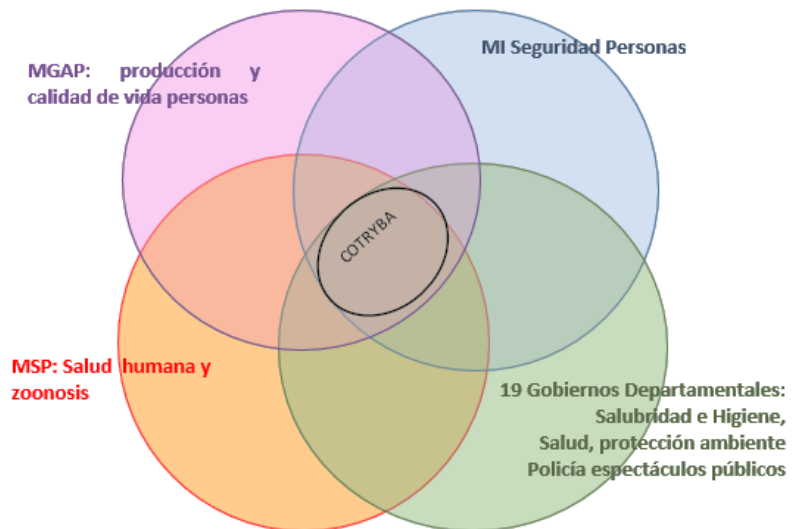 MGAP: producción y
calidad de vida personas
MI Seguridad Personas
COTRYBA
MSP: Salud humana y
zoonosis
19 Gobiernos Departamentales:
Salubridad e Higiene,
Salud, protección ambiente
Policía espectáculos públicos